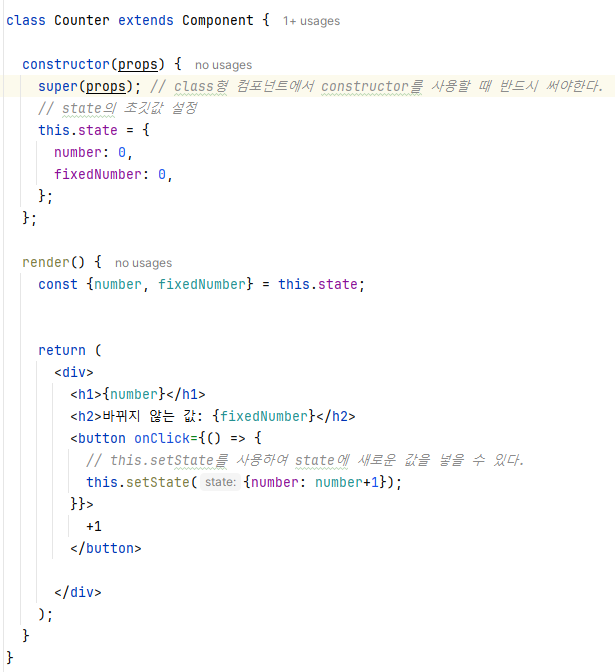 class Counter extends Component {  1+ usages
constructor(props) {  no usages
super(props); // class형 컴포넌트에서 constructor를 사용할 때 반드시 써야한다.
// state의 초깃값 설정
this.state = {
number: 0,
fixedNumber: 0,
};
};
render() {  no usages
const {number, fixedNumber} = this.state;
return (
<div>
<h1>{number}</h1>
<h2>바뀌지 않는 값: {fixedNumber}</h2>
<button onClick={() => {
// this.setState를 사용하여 state에 새로운 값을 넣을 수 있다.
this.setState( state: {number: number+1});
}}>
+1
</button>
</div>
);
}
}